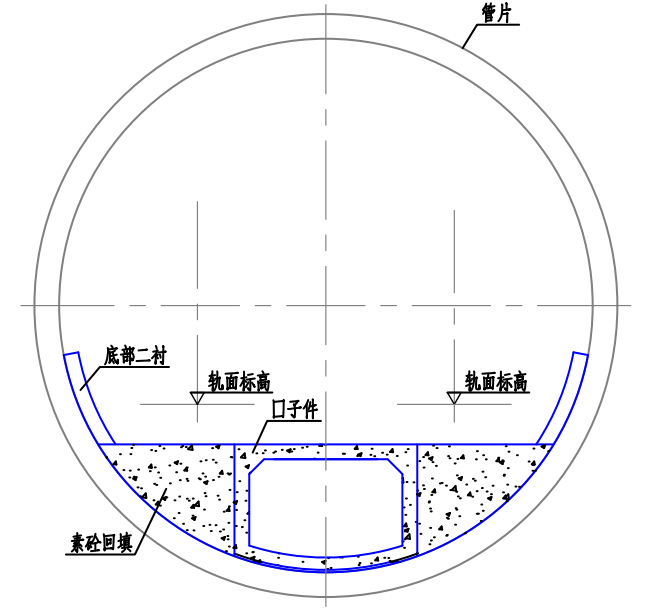 管片
底部二衬
轨面标高
轨面标高
口子件
素砼回填